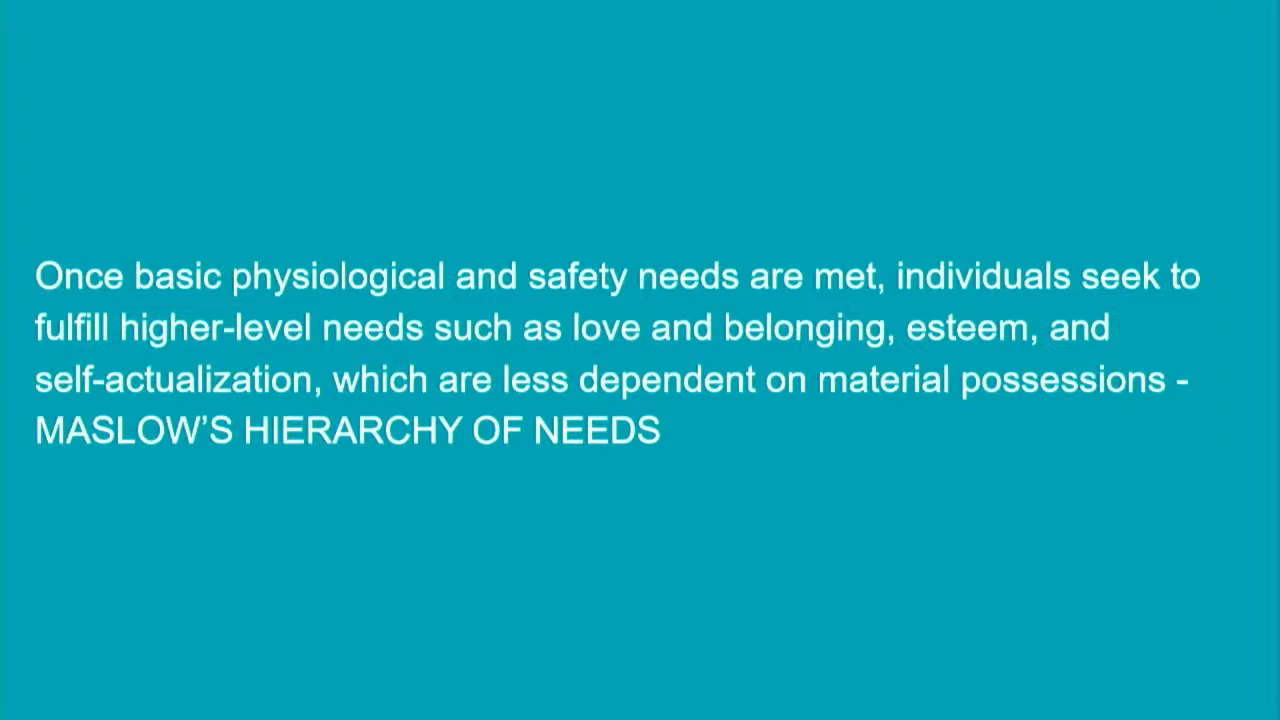 Once basic physiological and safety needs are met, individuals seek to
fulfill higher-level needs such as love and belonging, esteem, and
self-actualization, which are less dependent on material possessions -
MASLOW’S HIERARCHY OF NEEDS